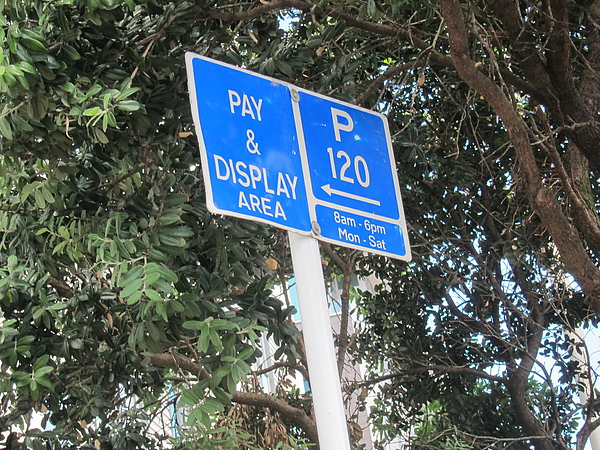 PAY
&
DISPLAY
AREA
P
120
←
8am - 6pm
Mon - Sat